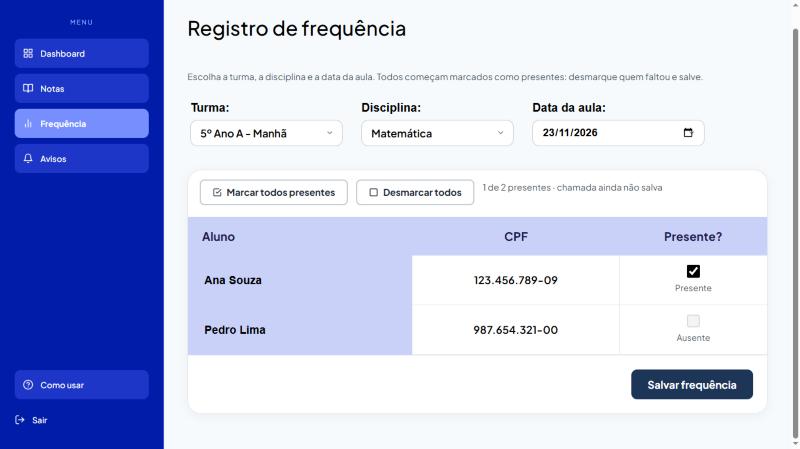 MENU
Dashboard
Notas
Frequência
Avisos
Como usar
Sair
Registro de frequência
Escolha a turma, a disciplina e a data da aula. Todos começam marcados como presentes: desmarque quem faltou e salve.
Turma: Disciplina: Data da aula:
5º Ano A - Manhã Matemática 23/11/2026
Marcar todos presentes Desmarcar todos 1 de 2 presentes · chamada ainda não salva
Aluno CPF Presente?
Ana Souza 123.456.789-09 Presente
Pedro Lima 987.654.321-00 Ausente
Salvar frequência